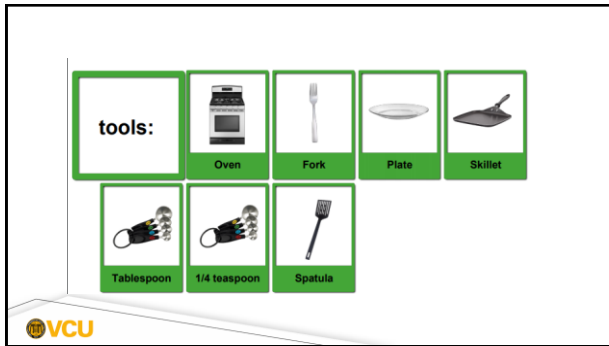 tools:
Oven
Fork
Plate
Skillet
Tablespoon
1/4 teaspoon
Spatula
VCU